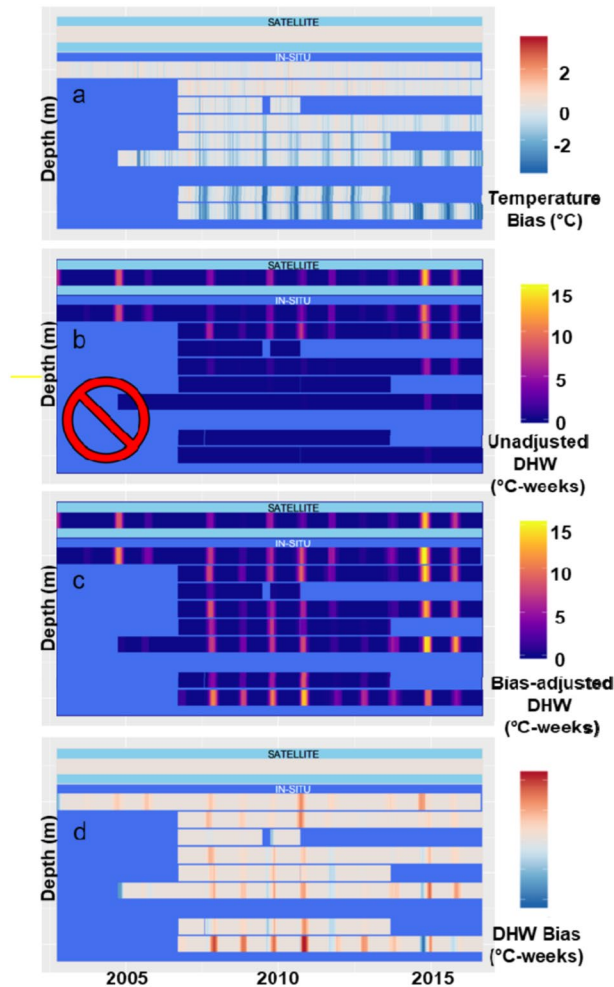 SATELLITE
IN-SITU
a
Depth (m)
2
0
-2
Temperature
Bias (°C)
SATELLITE
IN-SITU
b
Depth (m)
15
10
5
0
Unadjusted
DHW
(°C-weeks)
SATELLITE
IN-SITU
c
Depth (m)
15
10
5
0
Bias-adjusted
DHW
(°C-weeks)
SATELLITE
IN-SITU
d
Depth (m)
DHW Bias
(°C-weeks)
2005 2010 2015